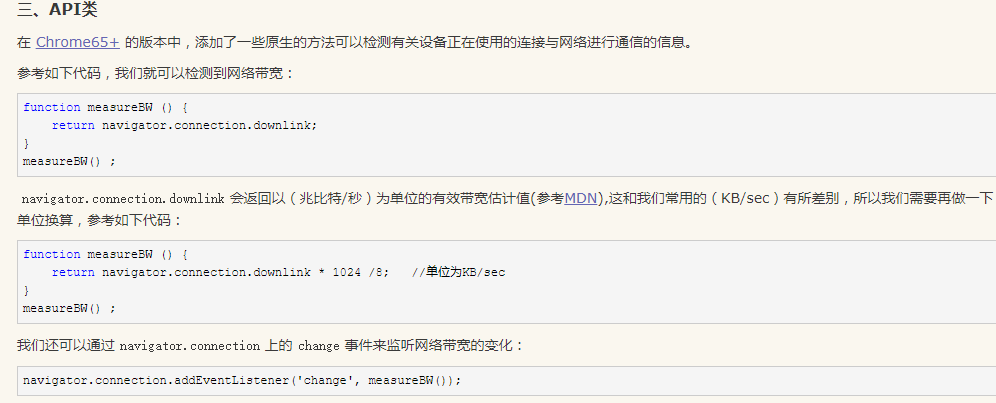 三、API类
在 Chrome65+ 的版本中，添加了一些原生的方法可以检测有关设备正在使用的连接与网络进行通信的信息。
参考如下代码，我们就可以检测到网络带宽：
function measureBW () {
    return navigator.connection.downlink;
}
measureBW() ;
navigator.connection.downlink 会返回以（兆比特/秒）为单位的有效带宽估计值(参考MDN),这和我们常用的（KB/sec）有所差别，所以我们需要再做一下
单位换算，参考如下代码：
function measureBW () {
    return navigator.connection.downlink * 1024 /8;   //单位为KB/sec
}
measureBW() ;
我们还可以通过 navigator.connection 上的 change 事件来监听网络带宽的变化：
navigator.connection.addEventListener('change', measureBW());